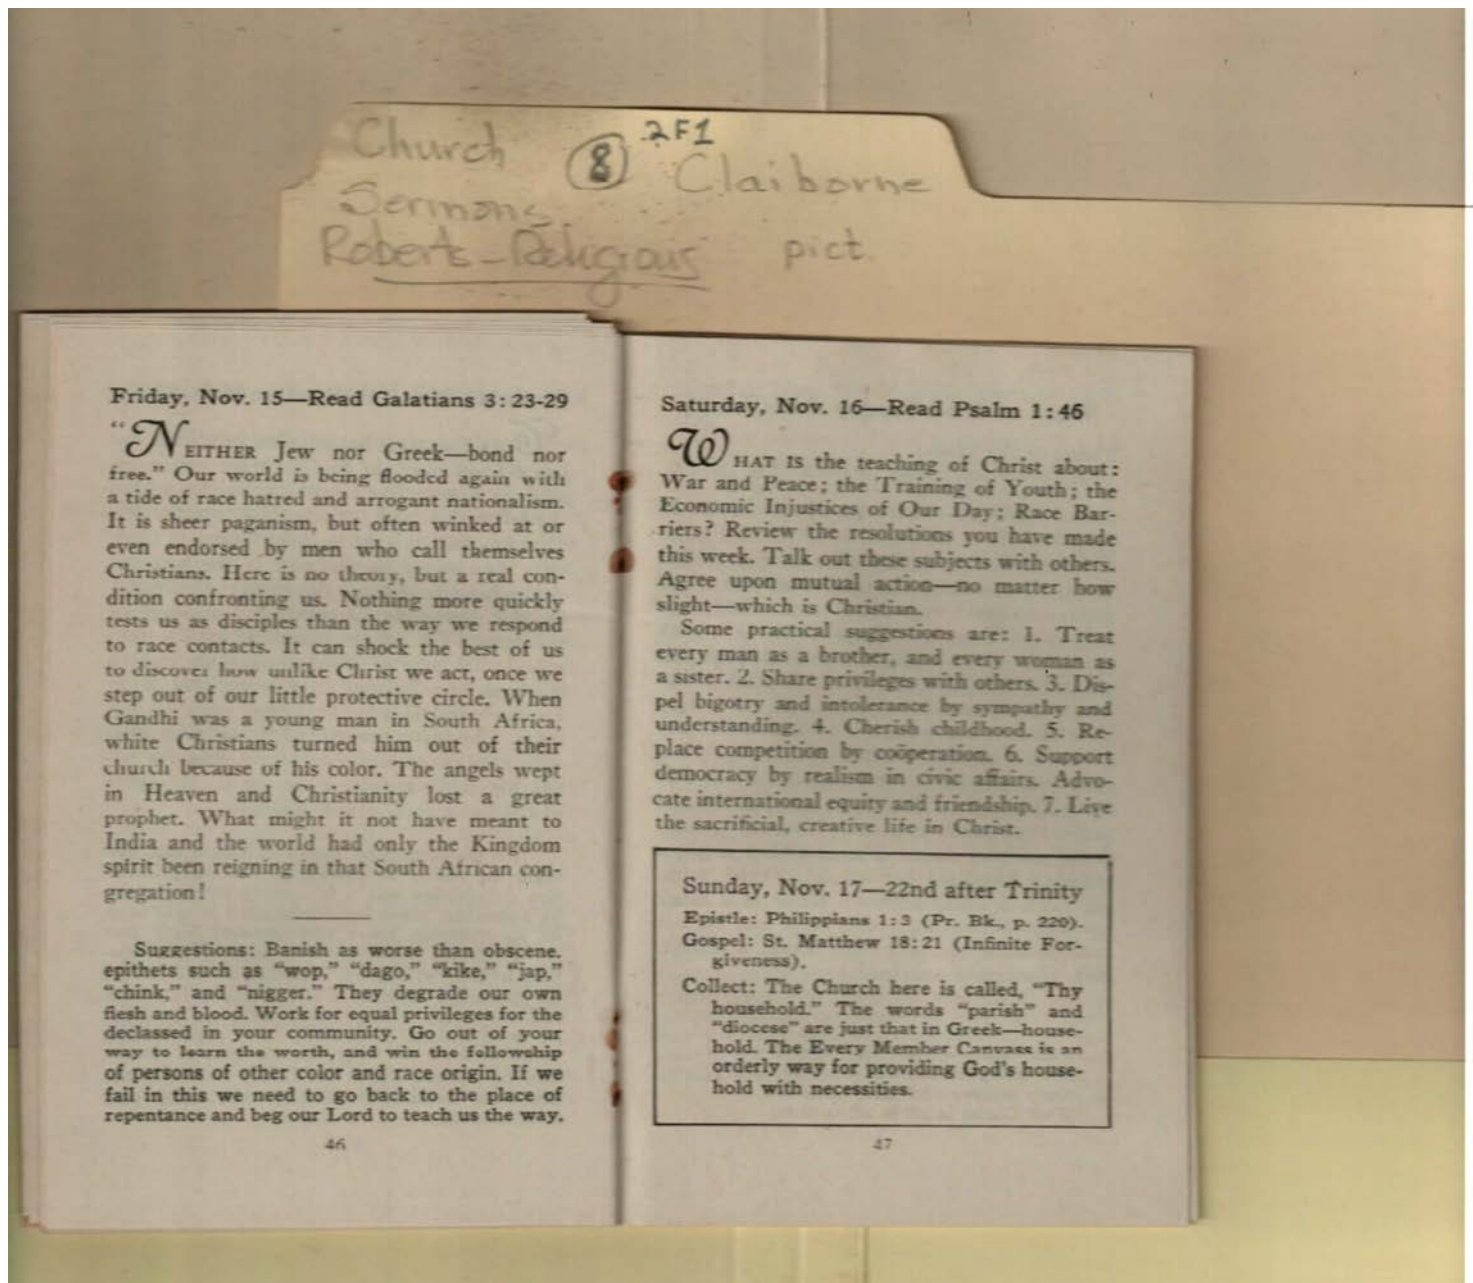 Church
8
2F1
Claiborne
Sermons
Roberts-Religious
pict.
Friday, Nov. 15—Read Galatians 3:23-29
“NEITHER Jew nor Greek—bond nor
free.” Our world is being flooded again with
a tide of race hatred and arrogant nationalism.
It is sheer paganism, but often winked at or
even endorsed by men who call themselves
Christians. Here is no theory, but a real con-
dition confronting us. Nothing more quickly
tests us as disciples than the way we respond
to race contacts. It can shock the best of us
to discover how unlike Christ we act, once we
step out of our little protective circle. When
Gandhi was a young man in South Africa,
white Christians turned him out of their
church because of his color. The angels wept
in Heaven and Christianity lost a great
prophet. What might it not have meant to
India and the world had only the Kingdom
spirit been reigning in that South African con-
gregation!
Suggestions: Banish as worse than obscene,
epithets such as “wop,” “dago,” “kike,” “jap,”
“chink,” and “nigger.” They degrade our own
flesh and blood. Work for equal privileges for the
declassed in your community. Go out of your
way to learn the worth, and win the fellowship
of persons of other color and race origin. If we
fail in this we need to go back to the place of
repentance and beg our Lord to teach us the way.
46
Saturday, Nov. 16—Read Psalm 1:46
WHAT IS the teaching of Christ about:
War and Peace; the Training of Youth; the
Economic Injustices of Our Day; Race Bar-
riers? Review the resolutions you have made
this week. Talk out these subjects with others.
Agree upon mutual action—no matter how
slight—which is Christian.
Some practical suggestions are: 1. Treat
every man as a brother, and every woman as
a sister. 2. Share privileges with others. 3. Dis-
pel bigotry and intolerance by sympathy and
understanding. 4. Cherish childhood. 5. Re-
place competition by coöperation. 6. Support
democracy by realism in civic affairs. Advo-
cate international equity and friendship. 7. Live
the sacrificial, creative life in Christ.
Sunday, Nov. 17—22nd after Trinity
Epistle: Philippians 1:3 (Pr. Bk., p. 220).
Gospel: St. Matthew 18:21 (Infinite For-
giveness).
Collect: The Church here is called, “Thy
household.” The words “parish” and
“diocese” are just that in Greek—house-
hold. The Every Member Canvass is an
orderly way for providing God's house-
hold with necessities.
47